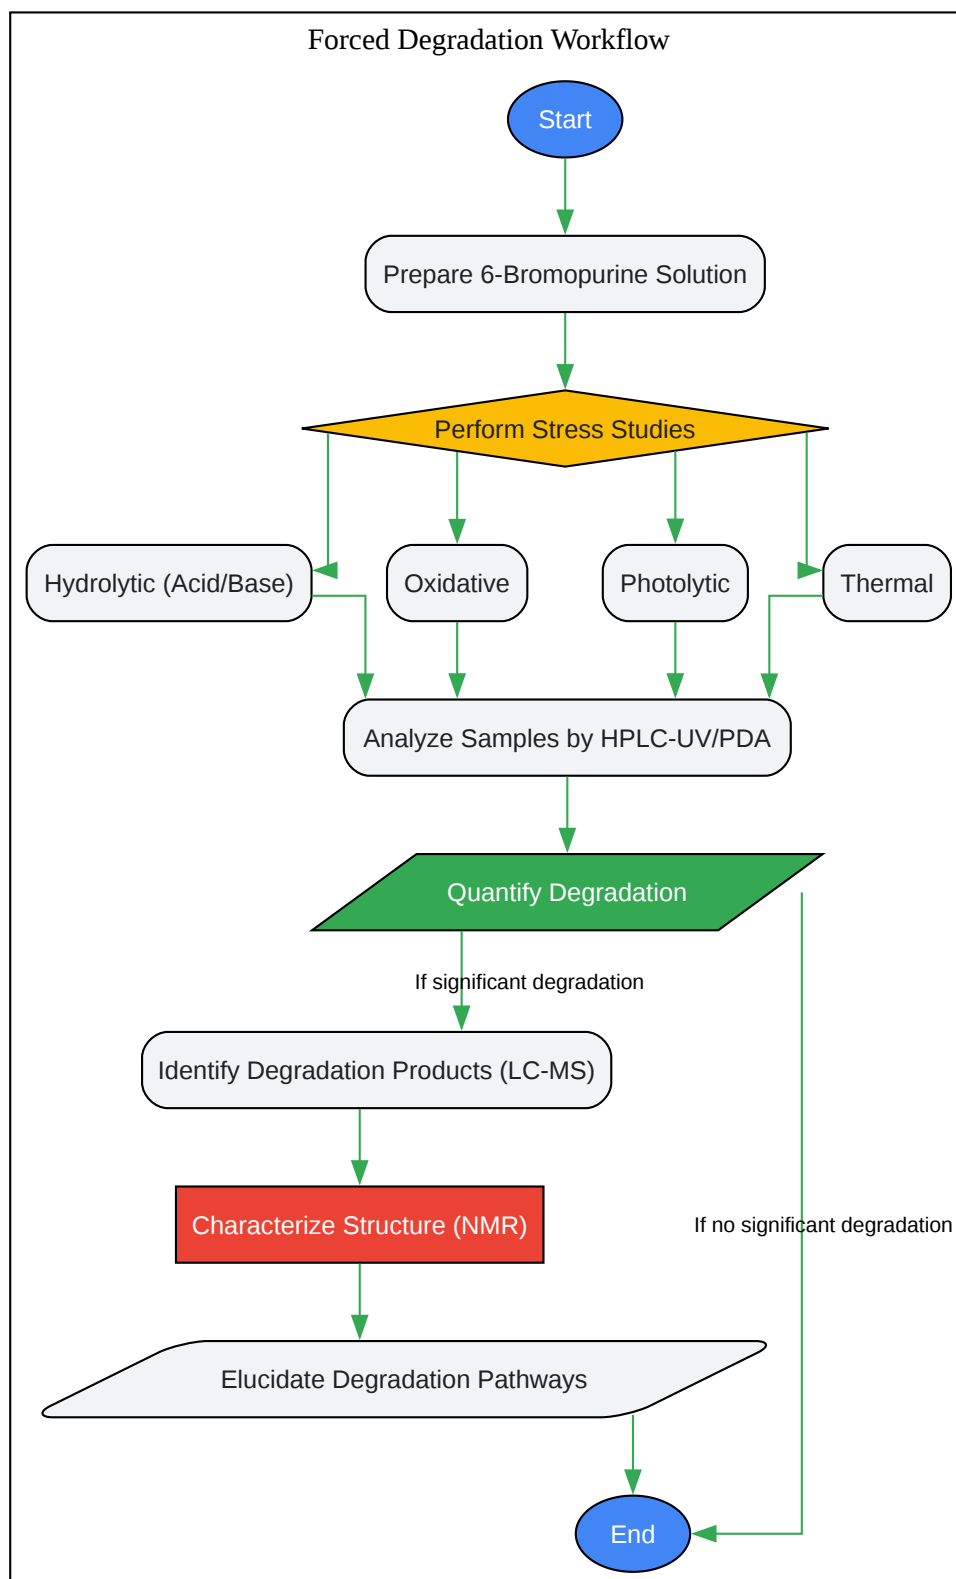 Forced Degradation Workflow
Start
Prepare 6-Bromopurine Solution
Perform Stress Studies
Hydrolytic (Acid/Base)
Oxidative
Photolytic
Thermal
Analyze Samples by HPLC-UV/PDA
Quantify Degradation
If significant degradation
Identify Degradation Products (LC-MS)
Characterize Structure (NMR)
If no significant degradation
Elucidate Degradation Pathways
End